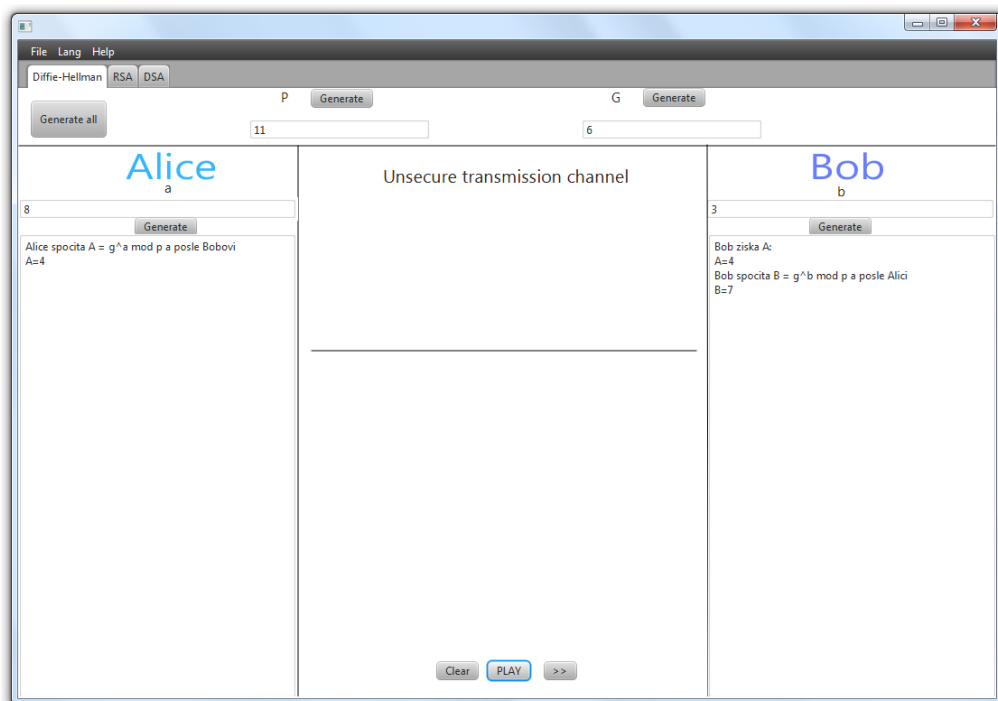 File Lang Help
Diffie-Hellman RSA DSA
Generate all
P Generate
G Generate
11
6
Alice
a
8
Generate
Alice spocita A = g^a mod p a posle Bobovi
A=4
Unsecure transmission channel
Clear PLAY >>
Bob
b
3
Generate
Bob ziska A:
A=4
Bob spocita B = g^b mod p a posle Alici
B=7